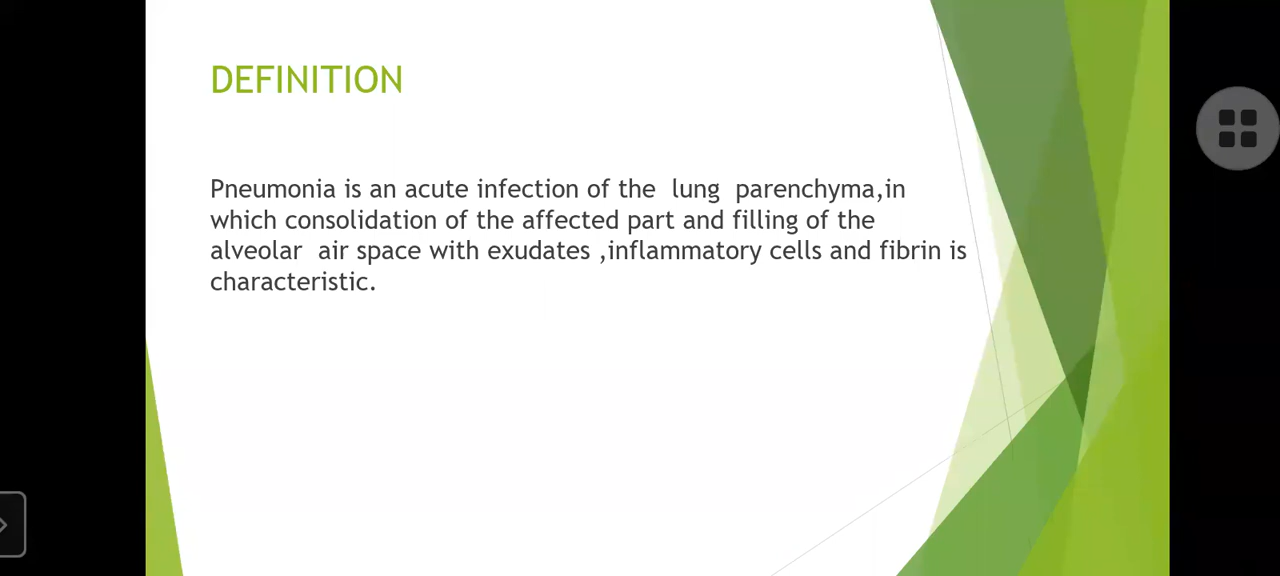 DEFINITION
Pneumonia is an acute infection of the  lung  parenchyma,in
which consolidation of the affected part and filling of the
alveolar  air space with exudates ,inflammatory cells and fibrin is
characteristic.